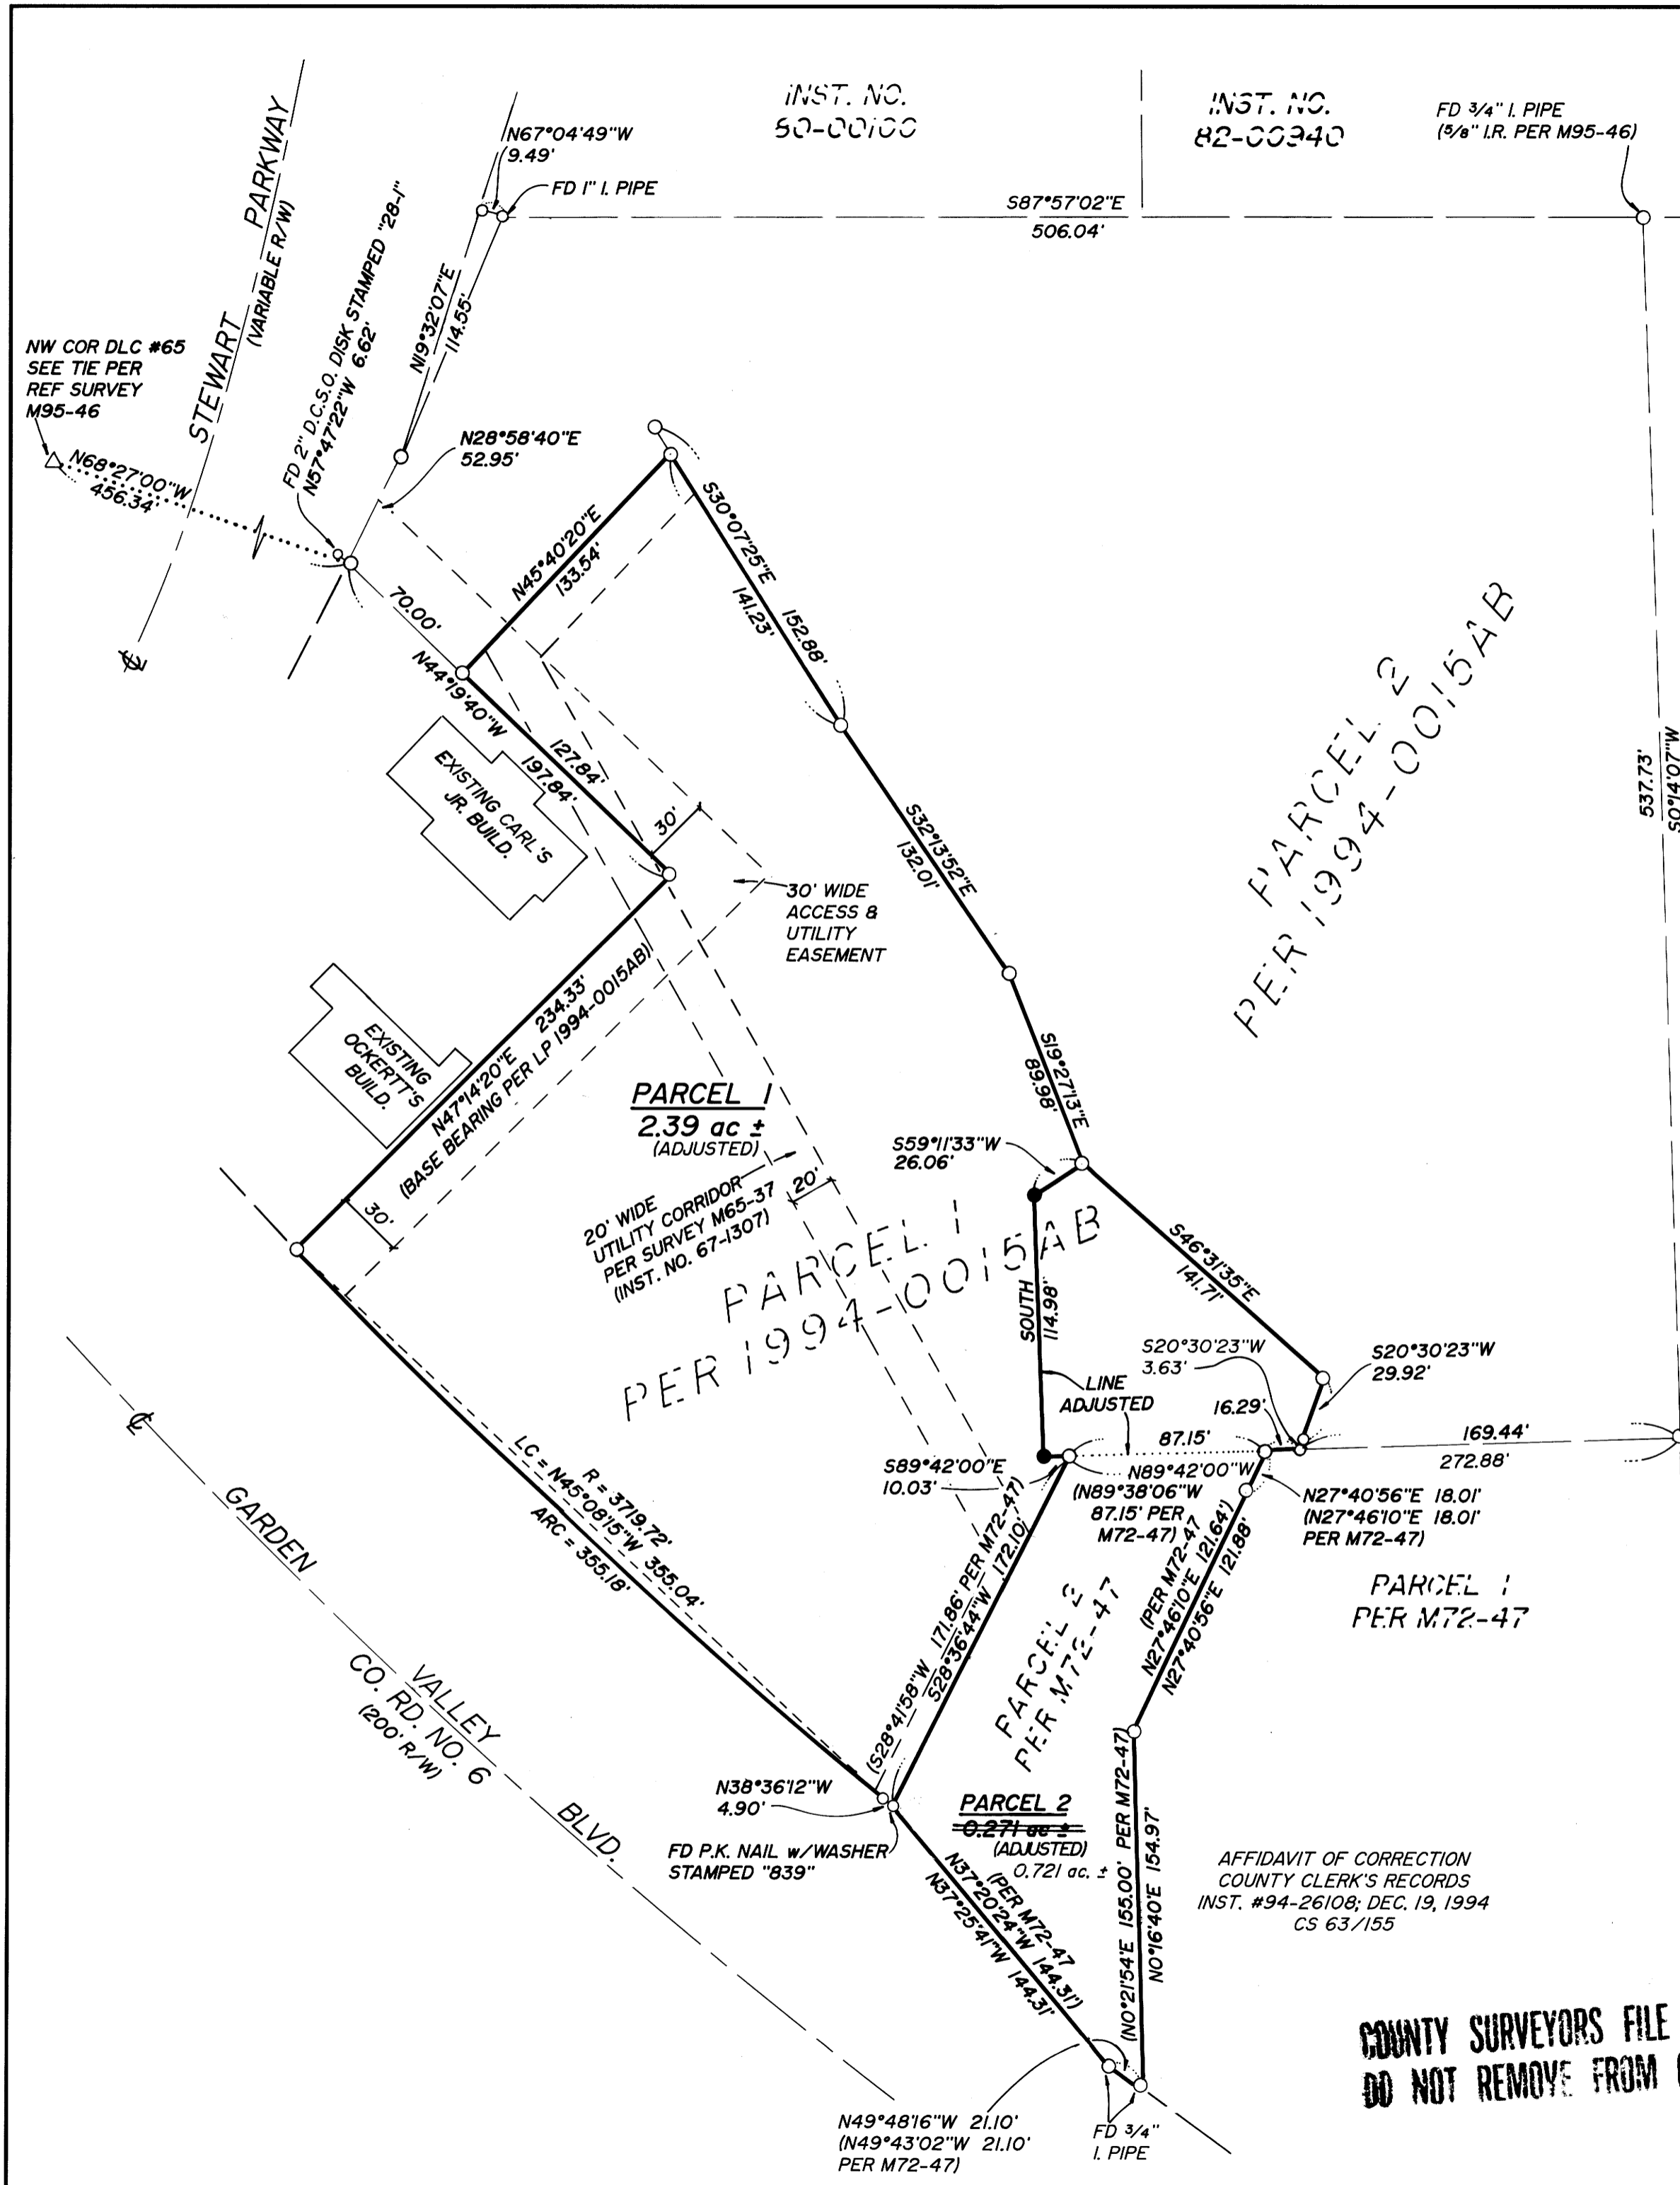 INST. NO.
80-00100
INST. NO.
82-00940
FD 3/4" I. PIPE
(5/8" I.R. PER M95-46)
N67°04'49"W
9.49'
FD 1" I. PIPE
S87°57'02"E
506.04'
STEWART PARKWAY
(VARIABLE R/W)
FD 2" D.C.S.O. DISK STAMPED "28-1"
N57°47'22"W 6.62'
N19°32'07"E
114.55'
NW COR DLC #65
SEE TIE PER
REF SURVEY
M95-46
N68°27'00"W
456.34'
N28°58'40"E
52.95'
70.00'
N45°40'20"E
133.54'
S30°07'25"E
152.88'
141.23'
N44°19'40"W
127.84'
197.84'
EXISTING CARL'S
JR. BUILD.
30'
30' WIDE
ACCESS &
UTILITY
EASEMENT
S32°13'52"E
132.01'
PARCEL 2
PER 1994-0015AB
537.73'
S0°14'07"W
EXISTING
OCKERTT'S
BUILD.
N47°14'20"E 234.33'
(BASE BEARING PER LP 1994-0015AB)
30'
PARCEL 1
2.39 ac ±
(ADJUSTED)
20' WIDE
UTILITY CORRIDOR
PER SURVEY M65-37
(INST. NO. 67-1307)
20'
S19°27'13"E
89.98'
S59°11'33"W
26.06'
PARCEL 1
PER 1994-0015AB
SOUTH
114.98'
S46°31'35"E
141.71'
S20°30'23"W
3.63'
S20°30'23"W
29.92'
LINE
ADJUSTED
16.29'
87.15'
169.44'
272.88'
S89°42'00"E
10.03'
N89°42'00"W
(N89°38'06"W
87.15' PER
M72-47)
N27°40'56"E 18.01'
(N27°46'10"E 18.01'
PER M72-47)
LC = N45°08'15"W 355.04'
R = 3719.72'
ARC = 355.18'
(S28°41'58"W 171.86' PER M72-47)
S28°36'44"W 172.10'
(PER M72-47
N27°46'10"E 121.64')
N27°40'56"E 121.88'
PARCEL 1
PER M72-47
PARCEL 2
PER M72-47
GARDEN VALLEY BLVD.
CO. RD. NO. 6
(200' R/W)
N38°36'12"W
4.90'
FD P.K. NAIL w/WASHER
STAMPED "839"
PARCEL 2
0.271 ac ±
(ADJUSTED)
0.721 ac. ±
(PER M72-47
N37°20'24"W 144.31')
N37°25'41"W 144.31'
(N0°21'54"E 155.00' PER M72-47)
N0°16'40"E 154.97'
AFFIDAVIT OF CORRECTION
COUNTY CLERK'S RECORDS
INST. #94-26108; DEC. 19, 1994
CS 63/155
COUNTY SURVEYORS FILE
DO NOT REMOVE FROM
N49°48'16"W 21.10'
(N49°43'02"W 21.10'
PER M72-47)
FD 3/4"
I. PIPE